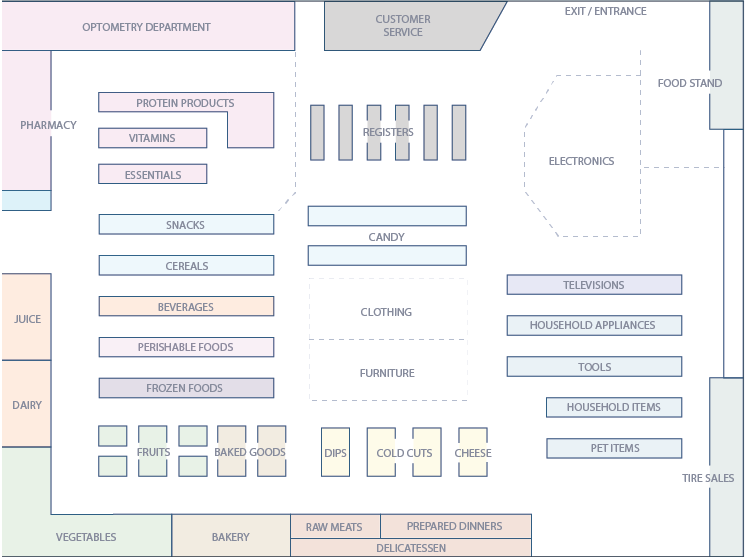 OPTOMETRY DEPARTMENT
CUSTOMER
SERVICE
EXIT / ENTRANCE
FOOD STAND
PHARMACY
PROTEIN PRODUCTS
VITAMINS
ESSENTIALS
REGISTERS
ELECTRONICS
SNACKS
CANDY
CEREALS
TELEVISIONS
BEVERAGES
CLOTHING
JUICE
HOUSEHOLD APPLIANCES
PERISHABLE FOODS
TOOLS
FURNITURE
FROZEN FOODS
DAIRY
HOUSEHOLD ITEMS
FRUITS
BAKED GOODS
DIPS
COLD CUTS
CHEESE
PET ITEMS
TIRE SALES
VEGETABLES
BAKERY
RAW MEATS
PREPARED DINNERS
DELICATESSEN